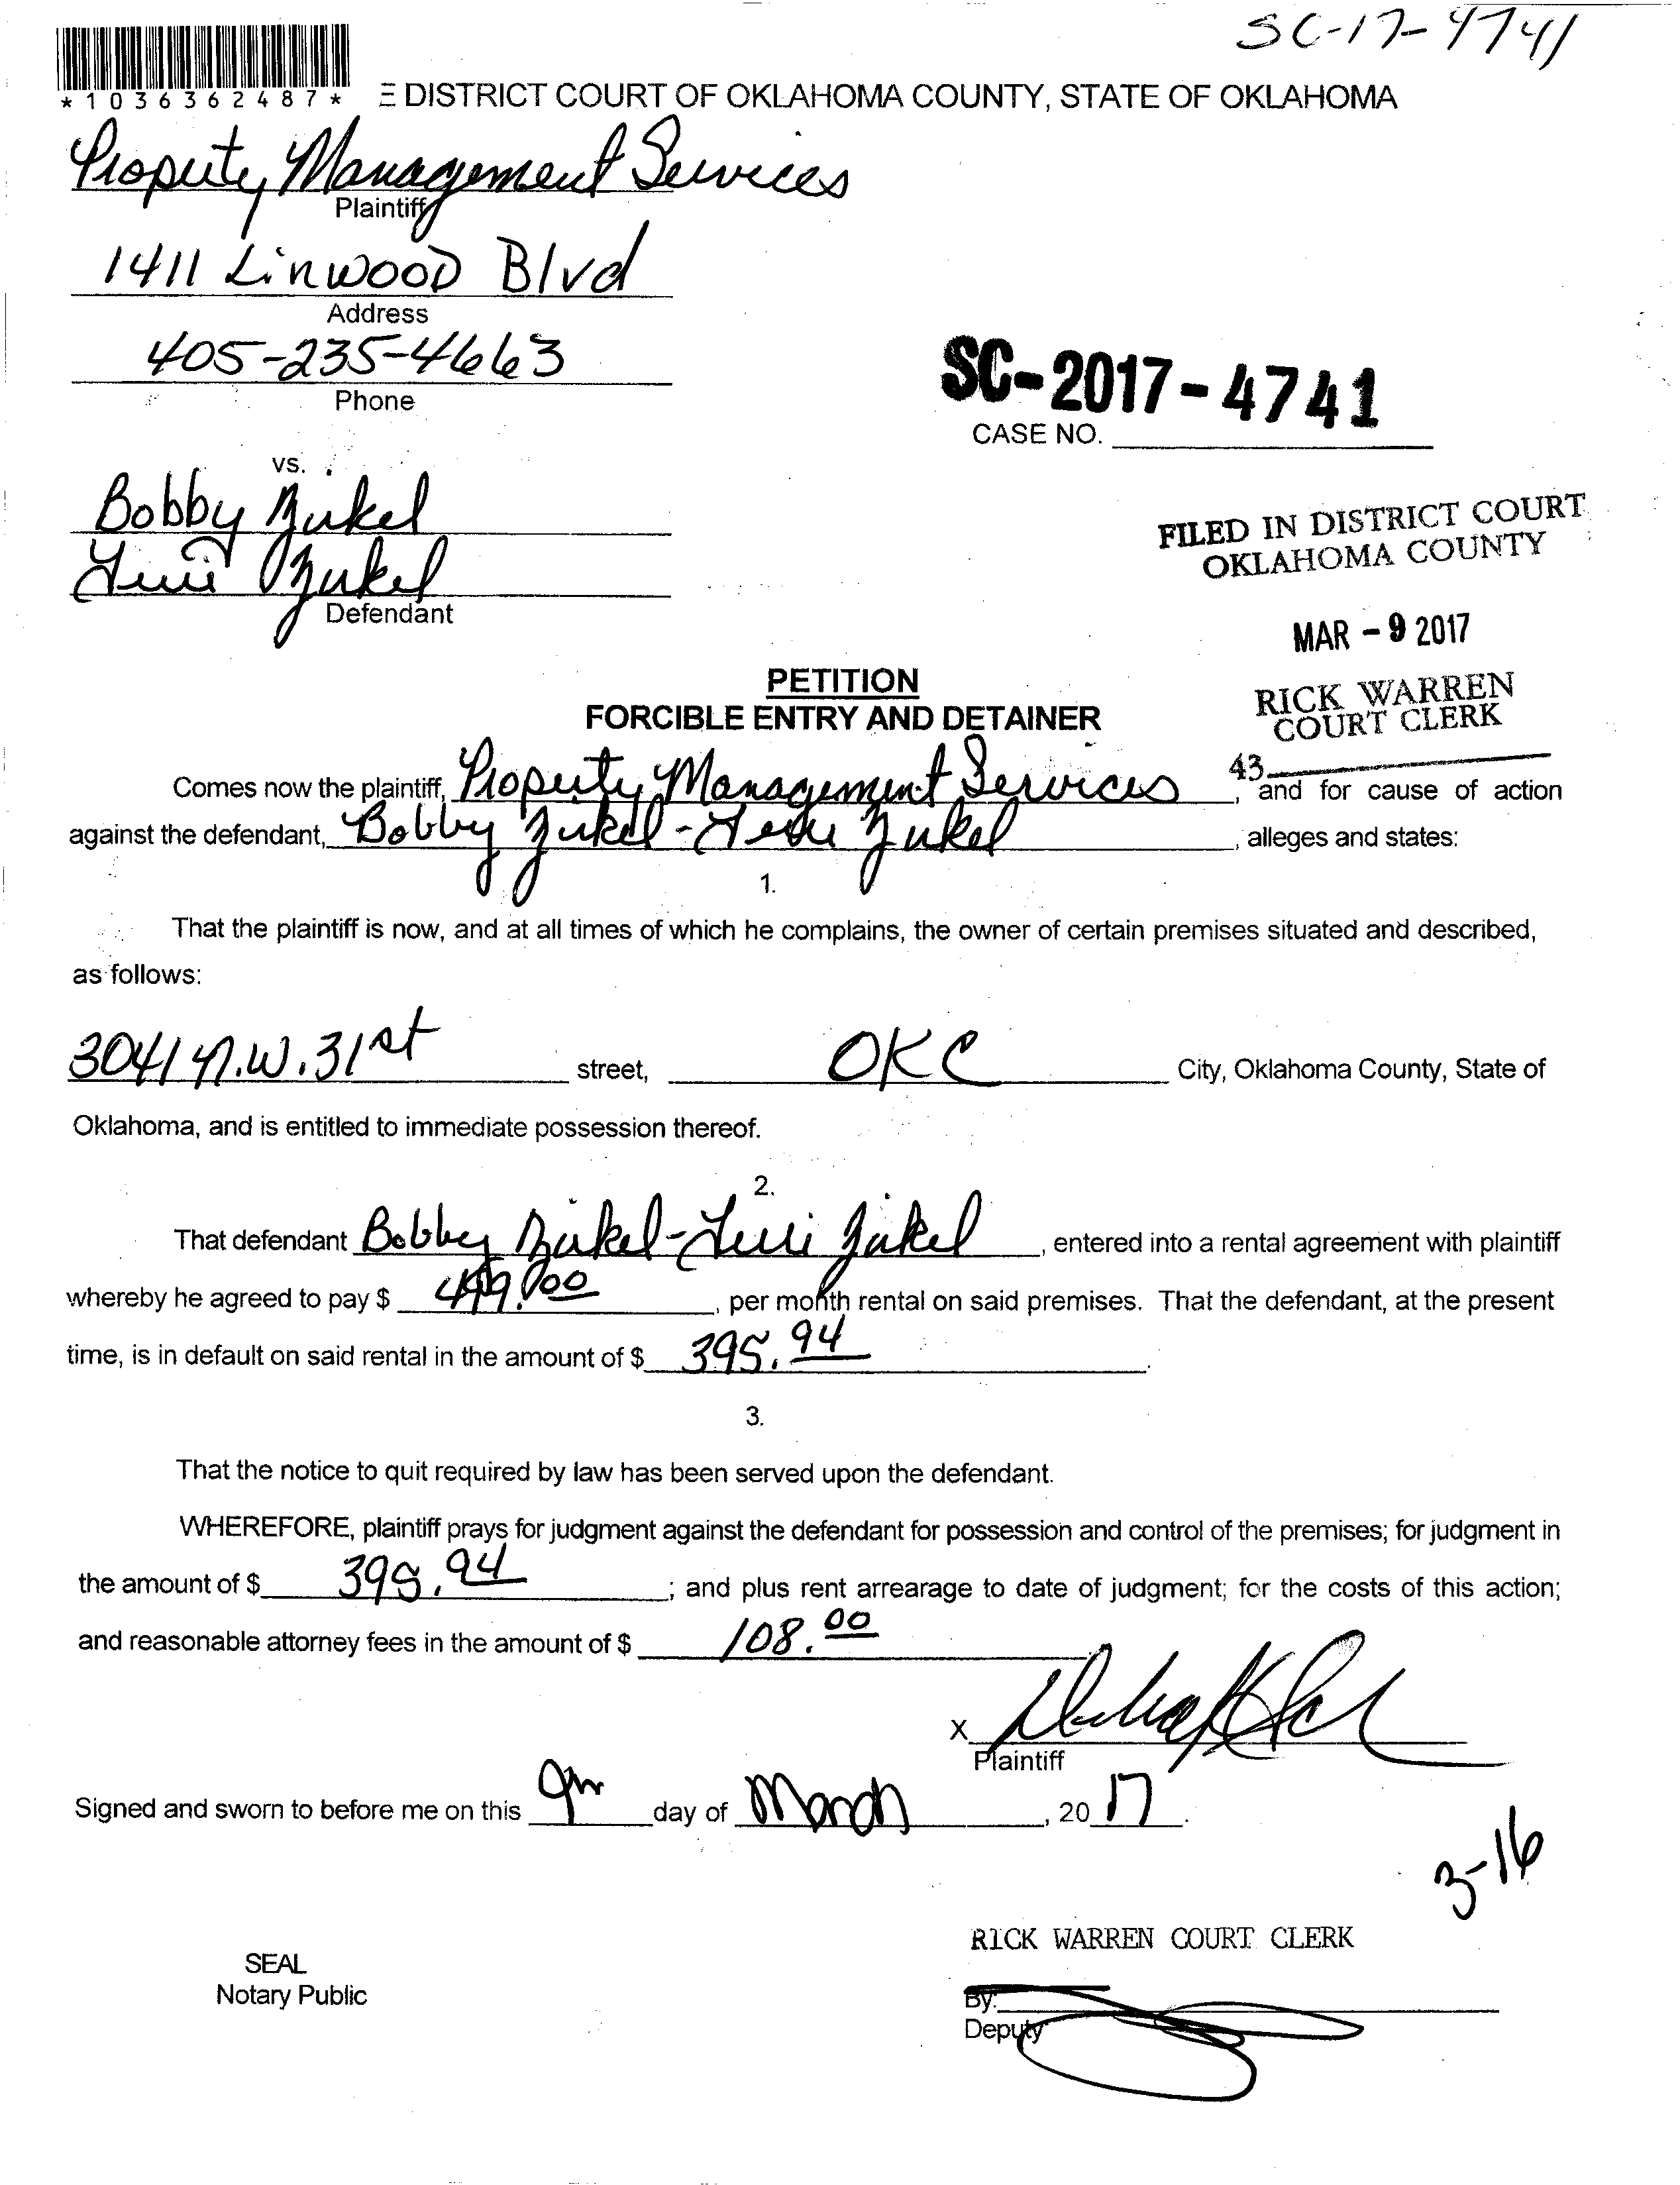 SC-17-4741
*1036362487*
E DISTRICT COURT OF OKLAHOMA COUNTY, STATE OF OKLAHOMA
Property Management Services
Plaintiff
1411 Linwood Blvd
Address
405-235-4663
Phone
SC-2017-4741
CASE NO.
vs.
Bobby Zirkel
Terri Zirkel
Defendant
FILED IN DISTRICT COURT
OKLAHOMA COUNTY
MAR - 9 2017
RICK WARREN
COURT CLERK
43
PETITION
FORCIBLE ENTRY AND DETAINER
Comes now the plaintiff, Property Management Services, and for cause of action
against the defendant, Bobby Zirkel - Terri Zirkel, alleges and states:
1.
That the plaintiff is now, and at all times of which he complains, the owner of certain premises situated and described,
as follows:
3041 N.W. 31st street, OKC City, Oklahoma County, State of
Oklahoma, and is entitled to immediate possession thereof.
2.
That defendant Bobby Zirkel - Terri Zirkel, entered into a rental agreement with plaintiff
whereby he agreed to pay $ .00, per month rental on said premises. That the defendant, at the present
time, is in default on said rental in the amount of $ 395.94.
3.
That the notice to quit required by law has been served upon the defendant.
WHEREFORE, plaintiff prays for judgment against the defendant for possession and control of the premises; for judgment in
the amount of $ 395.94; and plus rent arrearage to date of judgment; for the costs of this action;
and reasonable attorney fees in the amount of $ 108.00
X
Plaintiff
Signed and sworn to before me on this 9th day of March, 2017.
3-16
RICK WARREN COURT CLERK
SEAL
Notary Public
By:
Deputy